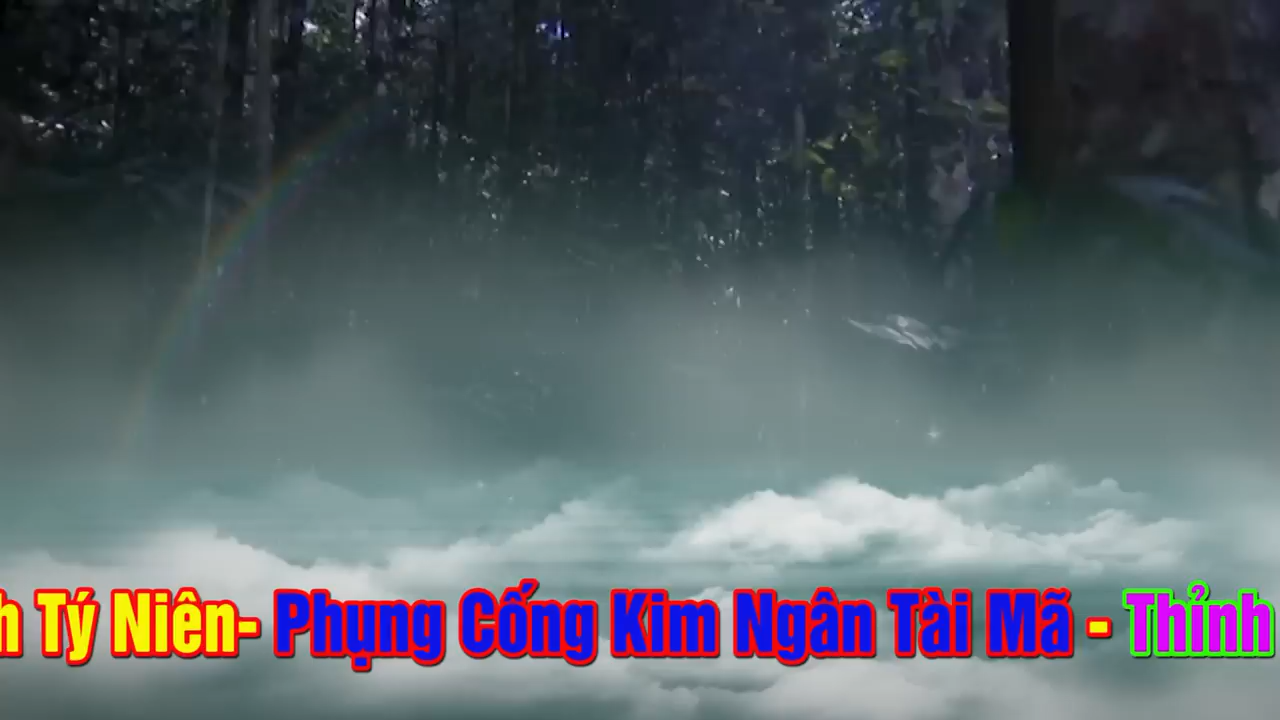 h Tý Niên- Phụng Cống Kim Ngân Tài Mã - Thỉnh